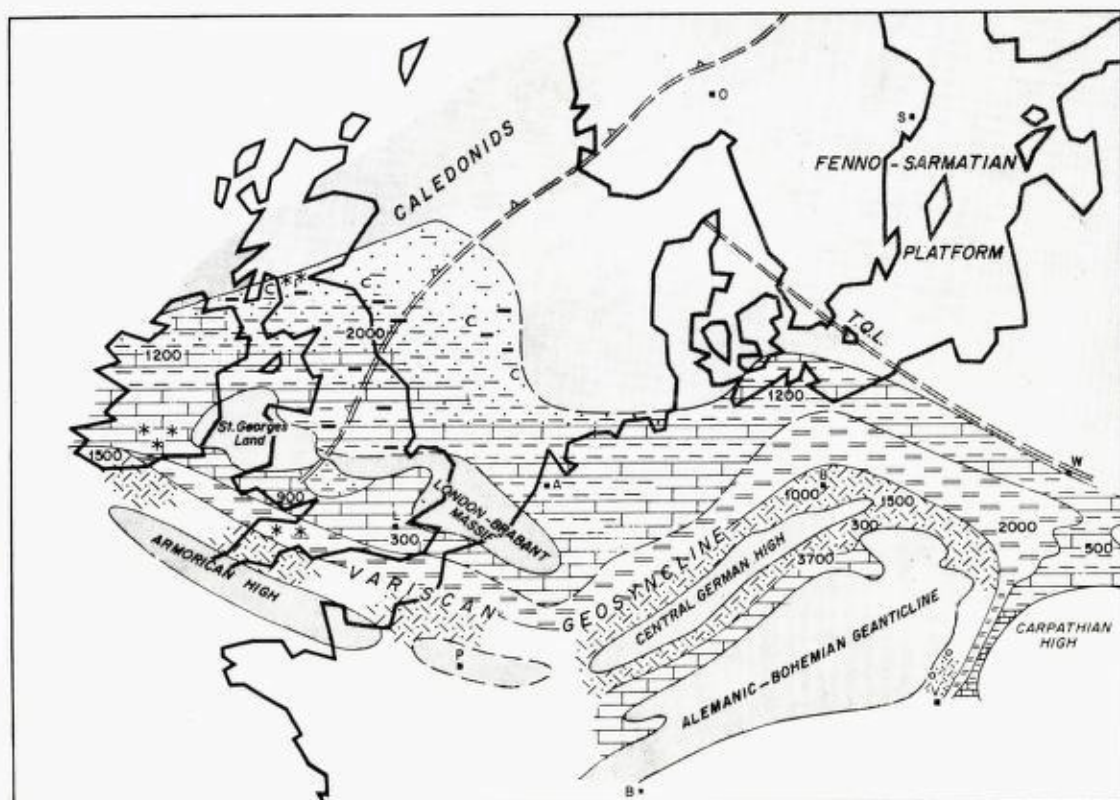 O
S
CALEDONIDS
FENNO-SARMATIAN
PLATFORM
C
C
2000
C
T.Q.L.
1200
C
1200
St. Georges
Land
1500
W
A
LONDON-BRABANT
MASSIF
900
300
B
1000
1500
300
2000
500
3700
ARMORICAN HIGH
VARISCAN
GEOSYNCLINE
CENTRAL GERMAN HIGH
CARPATHIAN
HIGH
P
ALEMANIC-BOHEMIAN GEANTICLINE
B